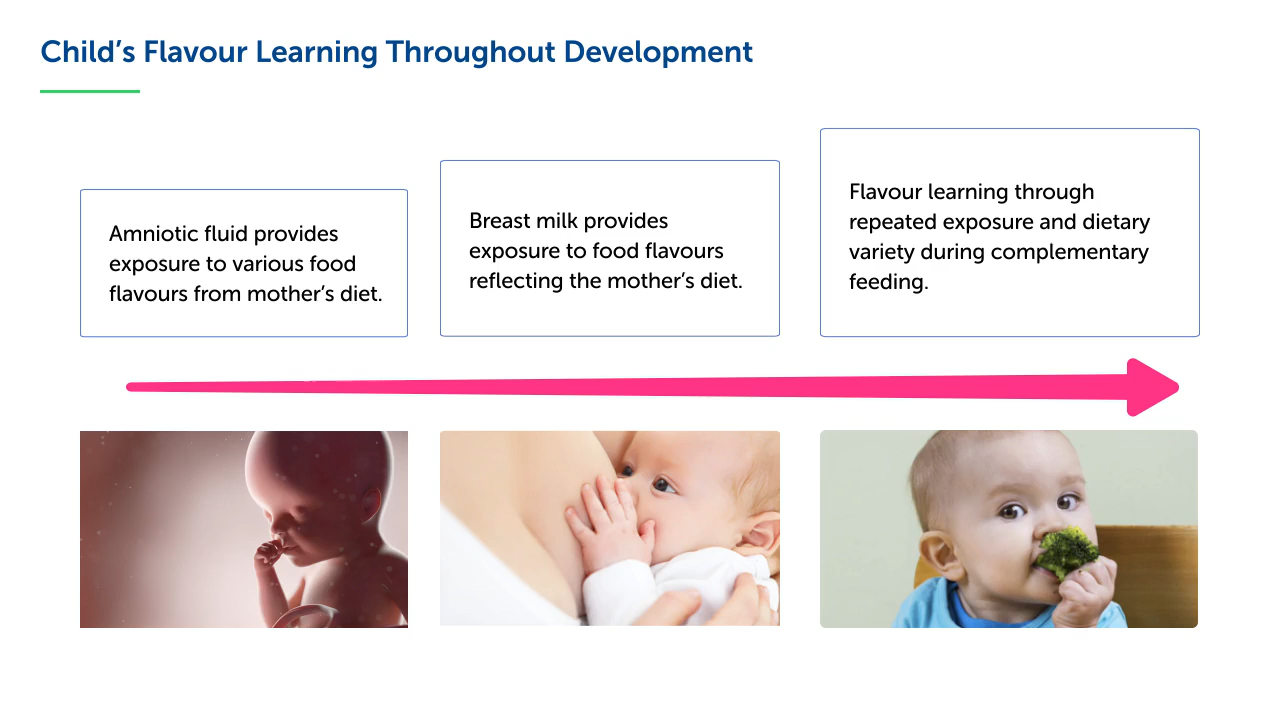 Child’s Flavour Learning Throughout Development
Amniotic fluid provides
exposure to various food
flavours from mother’s diet.
Breast milk provides
exposure to food flavours
reflecting the mother’s diet.
Flavour learning through
repeated exposure and dietary
variety during complementary
feeding.